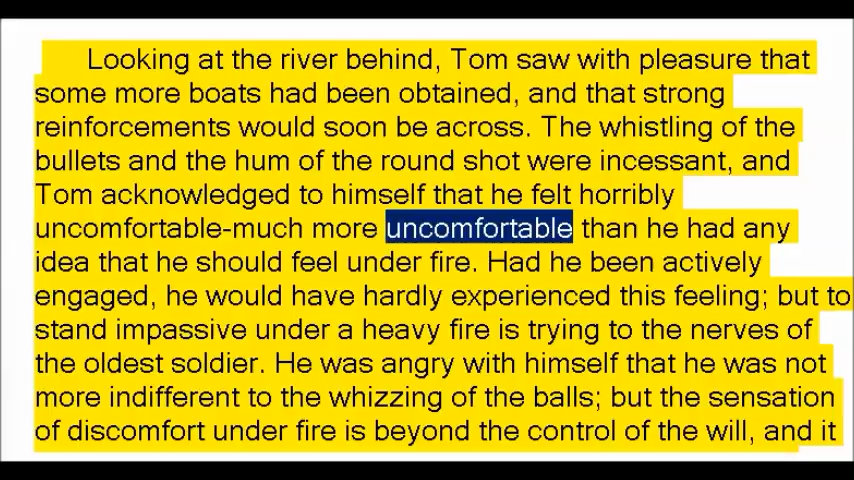 Looking at the river behind, Tom saw with pleasure that
some more boats had been obtained, and that strong
reinforcements would soon be across. The whistling of the
bullets and the hum of the round shot were incessant, and
Tom acknowledged to himself that he felt horribly
uncomfortable-much more uncomfortable than he had any
idea that he should feel under fire. Had he been actively
engaged, he would have hardly experienced this feeling; but to
stand impassive under a heavy fire is trying to the nerves of
the oldest soldier. He was angry with himself that he was not
more indifferent to the whizzing of the balls; but the sensation
of discomfort under fire is beyond the control of the will, and it